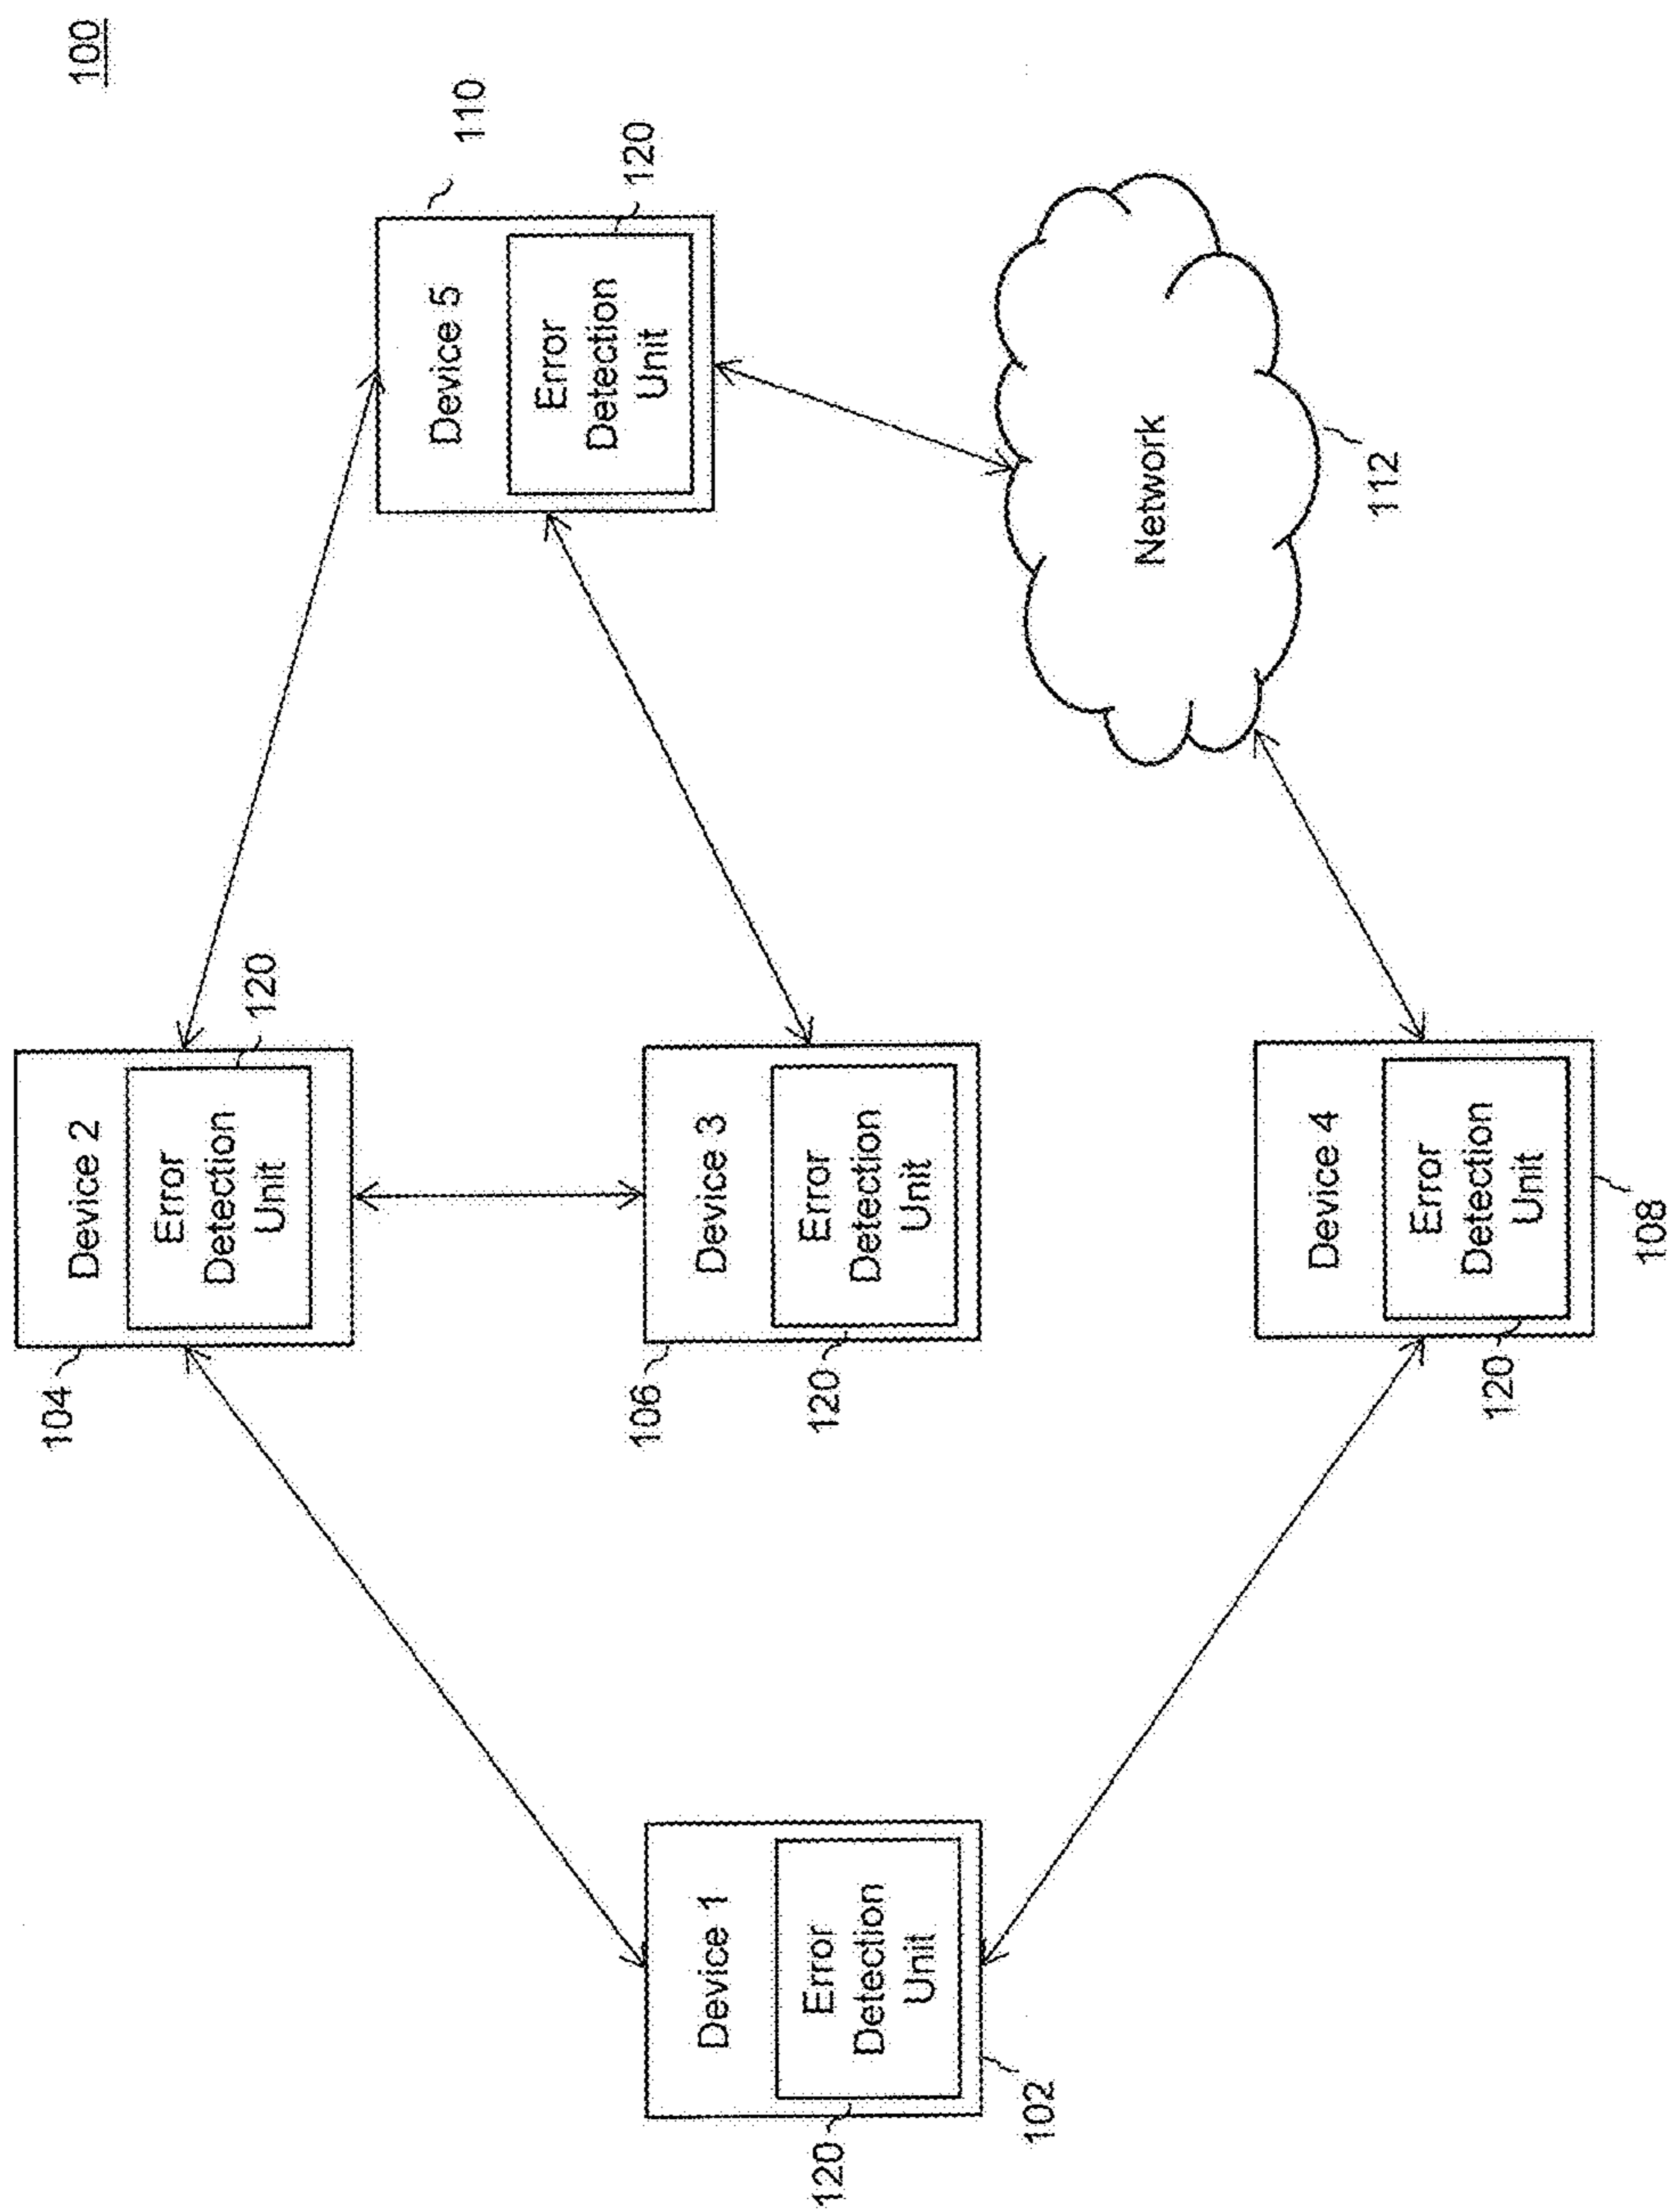 100
Device 2
Error
Detection
Unit
104
120
Device 5
Error
Detection
Unit
110
120
Device 1
Error
Detection
Unit
120
102
Device 3
Error
Detection
Unit
106
120
Network
112
Device 4
Error
Detection
Unit
120
108